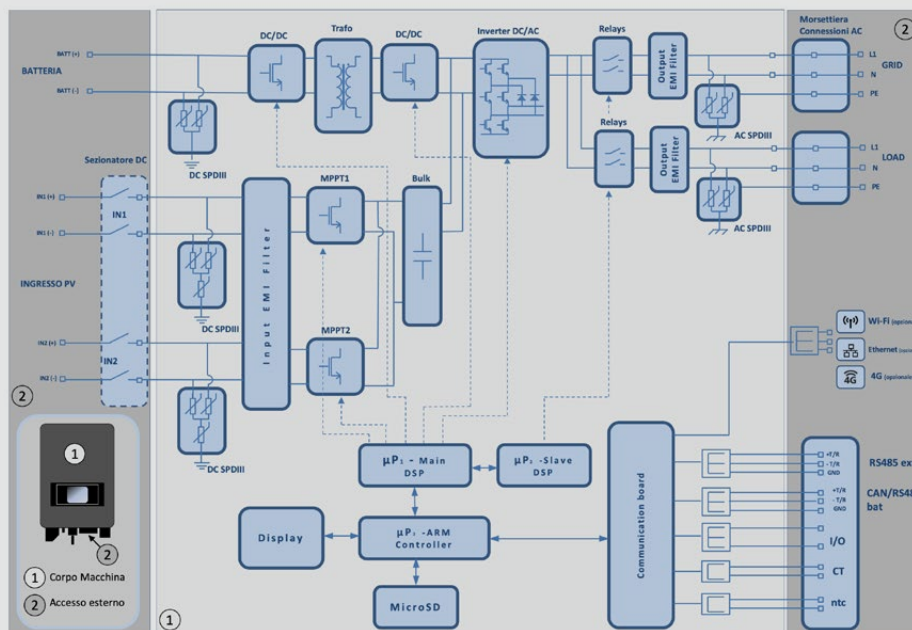 DC/DC
Trafo
DC/DC
Inverter DC/AC
Relays
Morsettiera
Connessioni AC
2
BATT (+)
BATTERIA
BATT (-)
Output
EMI Filter
L1
GRID
N
PE
DC SPDIII
AC SPDIII
Relays
Output
EMI Filter
L1
LOAD
N
PE
AC SPDIII
Sezionatore DC
IN1 (+)
IN1
IN1 (-)
INGRESSO PV
IN2 (+)
IN2
IN2 (-)
DC SPDIII
DC SPDIII
Input EMI Filter
MPPT1
MPPT2
Bulk
Wi-Fi
Ethernet
4G
4G
2
1
2
1 Corpo Macchina
2 Accesso esterno
1
µP₁ - Main
DSP
µP₁ -Slave
DSP
Display
-ARM
Controller
MicroSD
Communication board
+T/R
- T/R
GND
RS485 ex
+T/R
- T/R
GND
CAN/RS48
bat
I/O
CT
ntc